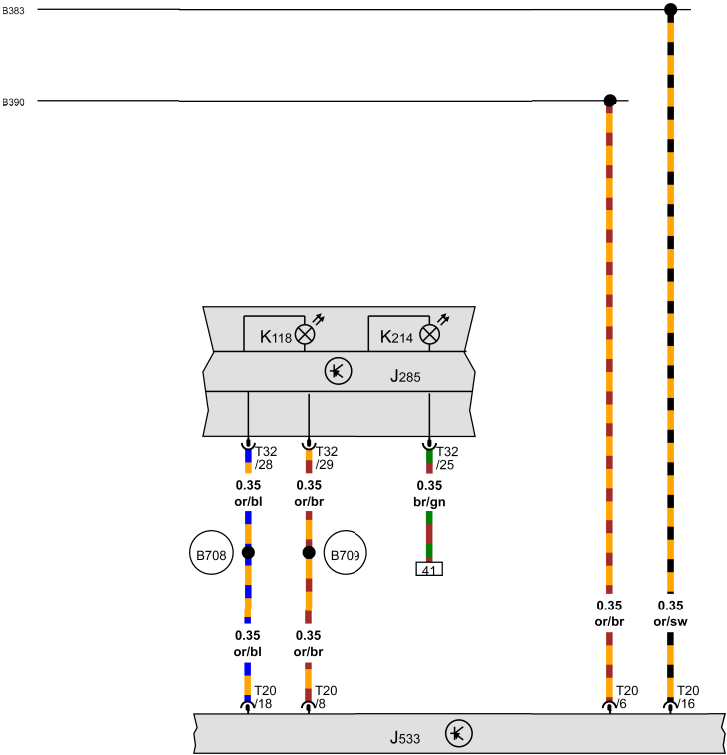 B383
B390
K118
K214
J285
T32
/28
T32
/29
T32
/25
0.35
or/bl
0.35
or/br
0.35
br/gn
B708
B709
41
0.35
or/bl
0.35
or/br
0.35
or/br
0.35
or/sw
T20
/18
T20
/8
T20
/6
T20
/16
J533